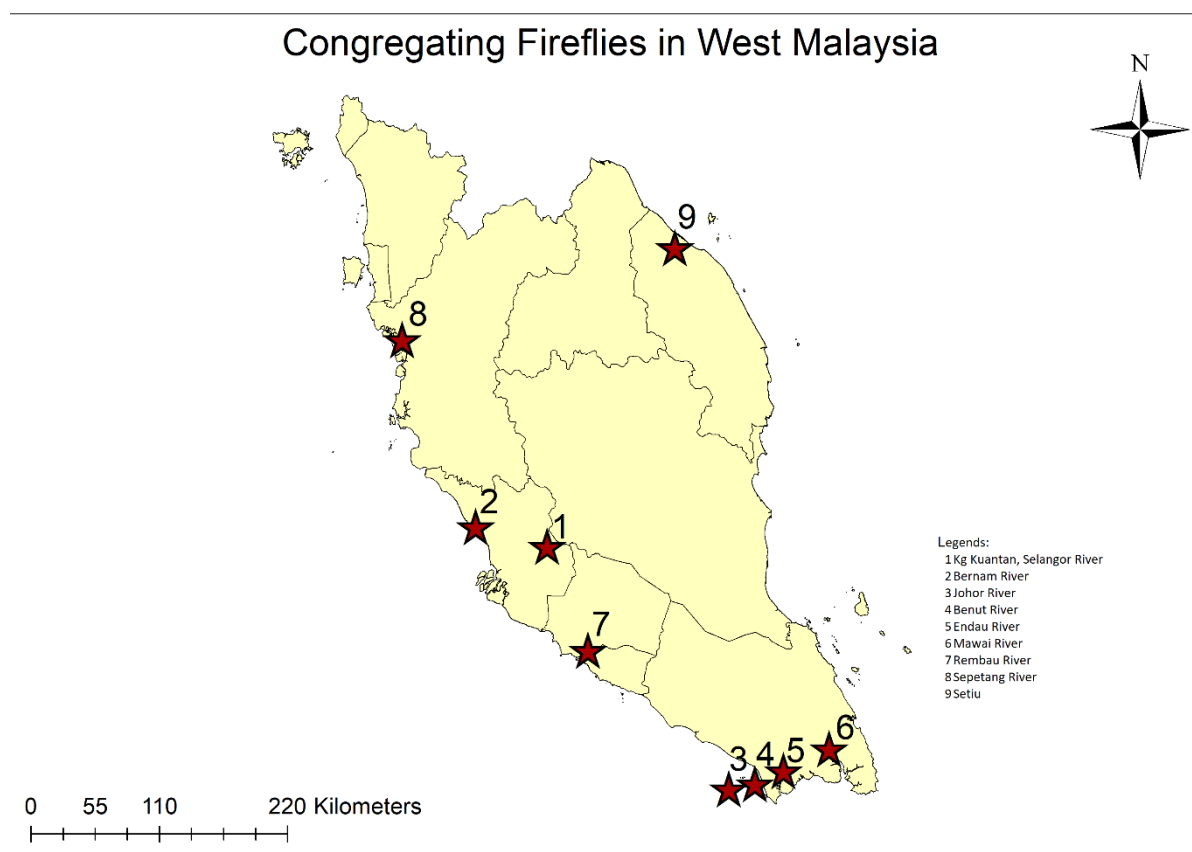 Congregating Fireflies in West Malaysia
N
9
8
2
1
7
3
4
5
6
Legends:
1 Kg Kuantan, Selangor River
2 Bernam River
3 Johor River
4 Benut River
5 Endau River
6 Mawai River
7 Rembau River
8 Sepetang River
9 Setiu
0 55 110 220 Kilometers